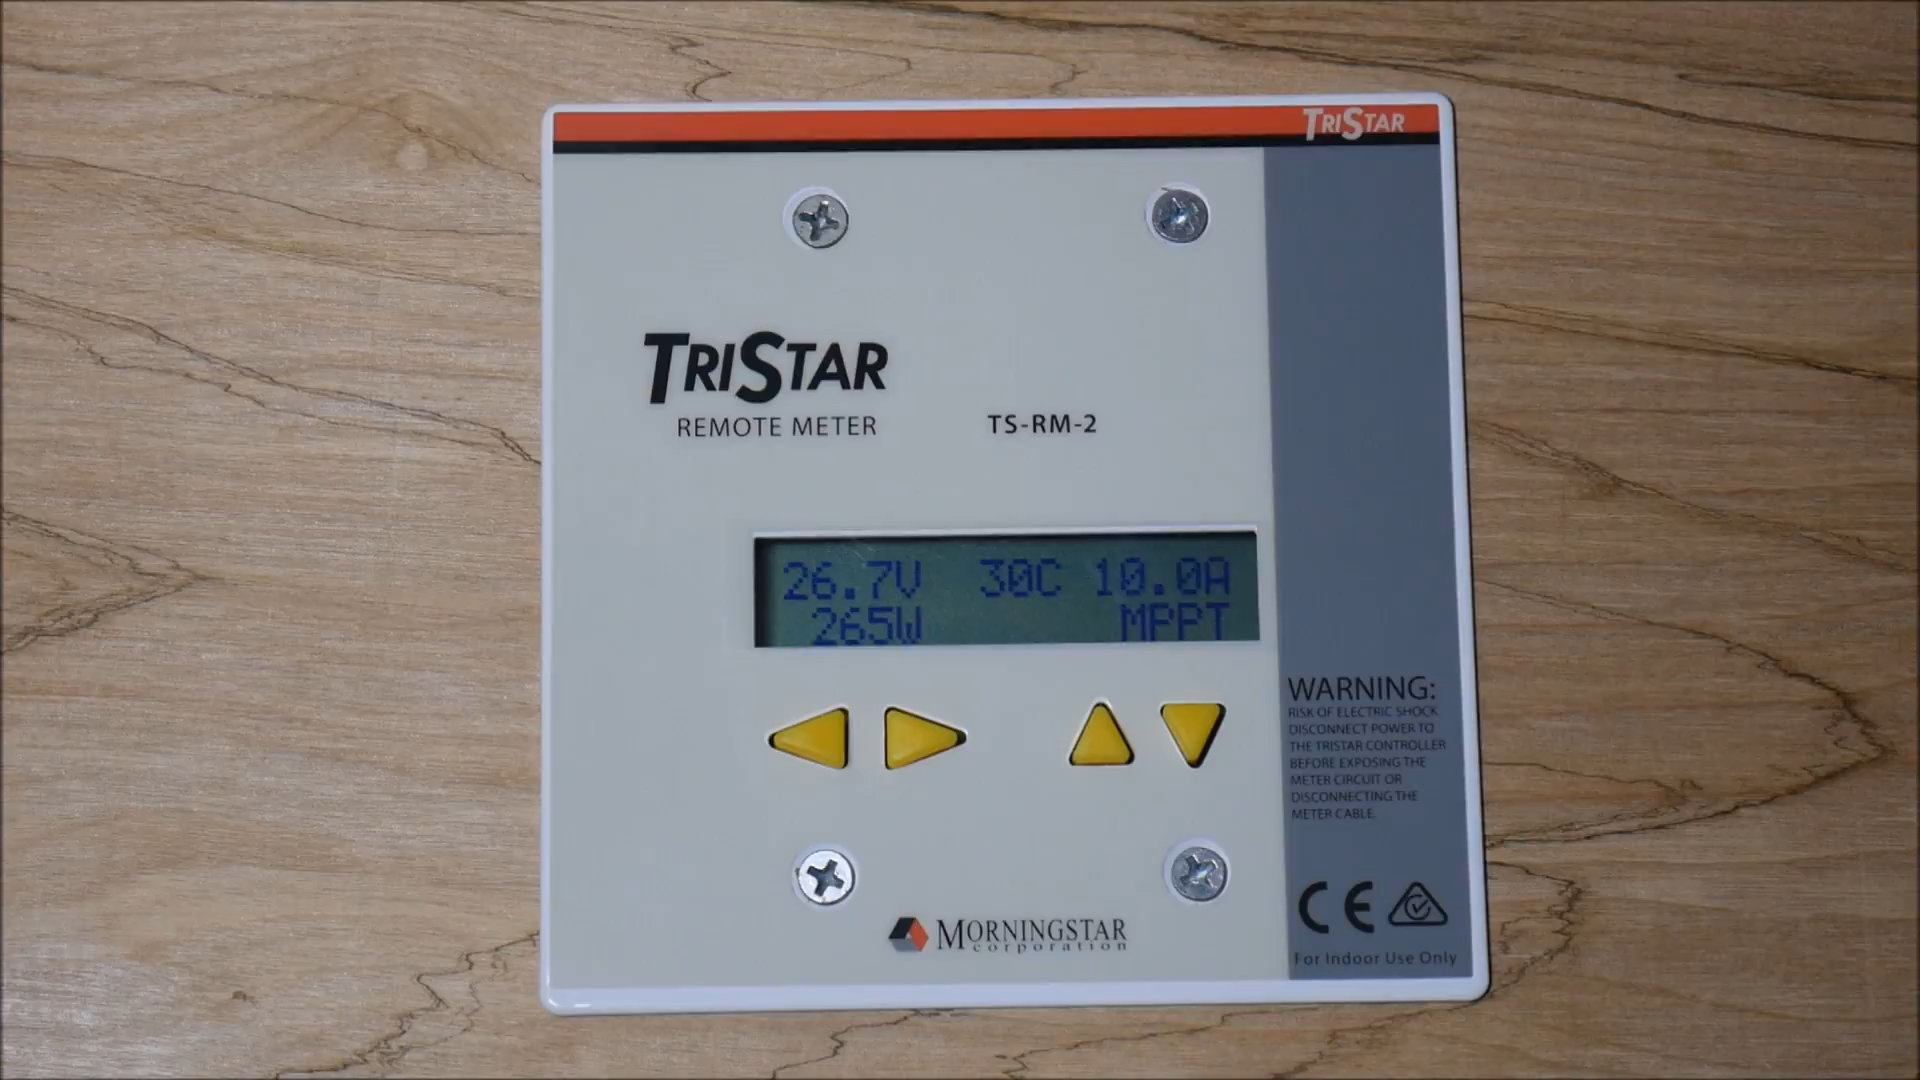 TRISTAR
TRISTAR
REMOTE METER
TS-RM-2
26.7V 30C 10.0A
265W MPPT
WARNING:
RISK OF ELECTRIC SHOCK
DISCONNECT POWER TO
THE TRISTAR CONTROLLER
BEFORE EXPOSING THE
METER CIRCUIT OR
DISCONNECTING THE
METER CABLE.
CE
For Indoor Use Only
MORNINGSTAR
corporation